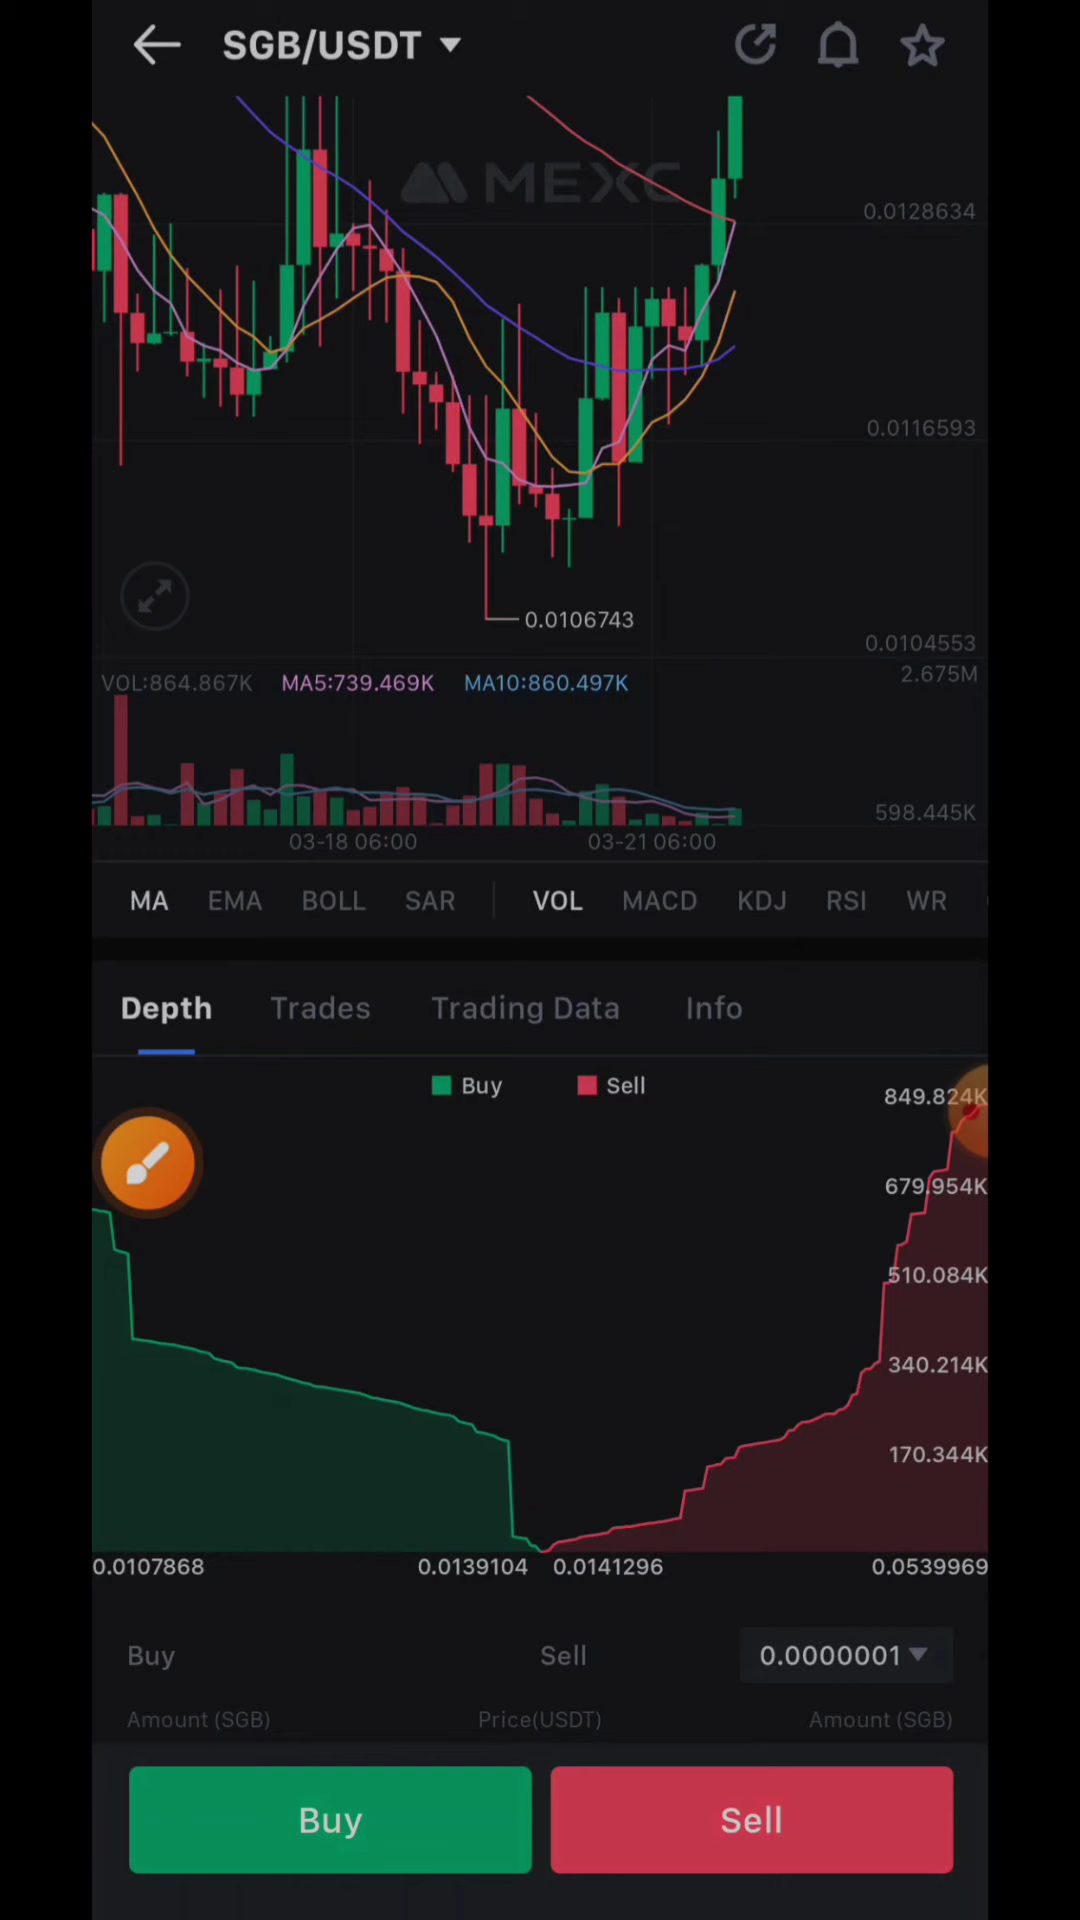 SGB/USDT
MEXC
0.0128634
0.0116593
0.0106743
0.0104553
VOL:864.867K MA5:739.469K MA10:860.497K 2.675M
598.445K
03-18 06:00 03-21 06:00
MA EMA BOLL SAR VOL MACD KDJ RSI WR
Depth Trades Trading Data Info
Buy Sell 849.824K
679.954K
510.084K
340.214K
170.344K
0.0107868 0.0139104 0.0141296 0.0539969
Buy Sell 0.0000001
Amount (SGB) Price(USDT) Amount (SGB)
Buy Sell